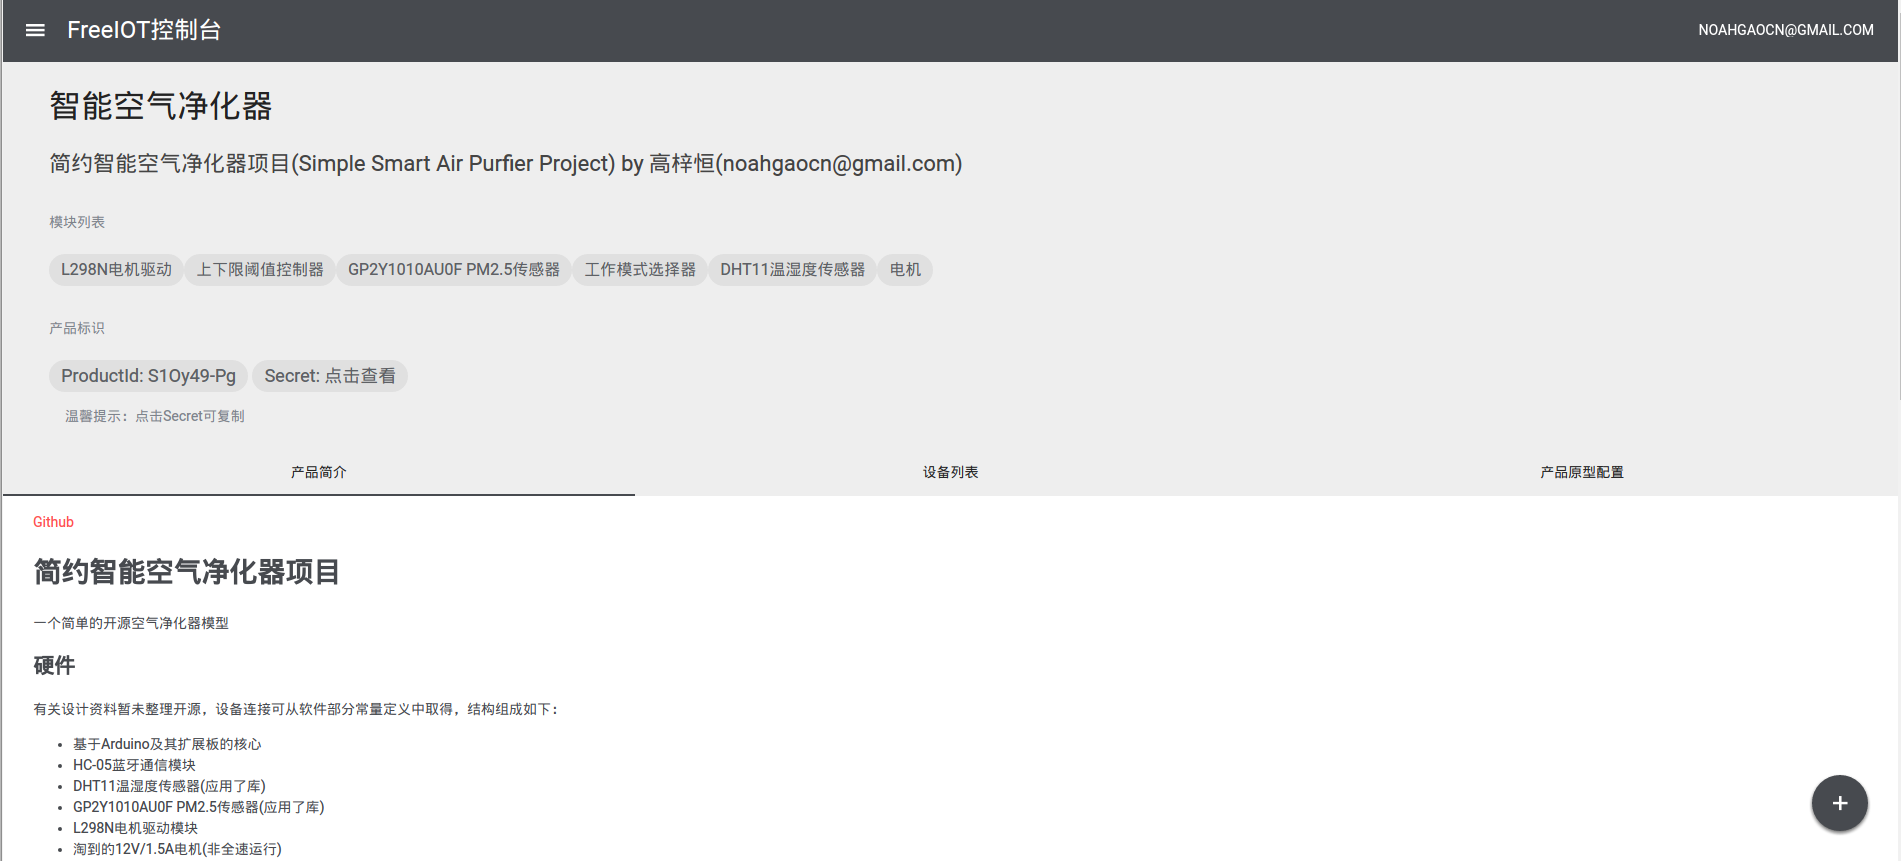 FreeIOT控制台
NOAHGAOCN@GMAIL.COM
智能空气净化器
简约智能空气净化器项目(Simple Smart Air Purfier Project) by 高梓恒(noahgaocn@gmail.com)
模块列表
L298N电机驱动 上下限阈值控制器 GP2Y1010AU0F PM2.5传感器 工作模式选择器 DHT11温湿度传感器 电机
产品标识
ProductId: S1Oy49-Pg Secret: 点击查看
温馨提示：点击Secret可复制
产品简介 设备列表 产品原型配置
Github
简约智能空气净化器项目
一个简单的开源空气净化器模型
硬件
有关设计资料暂未整理开源，设备连接可从软件部分常量定义中取得，结构组成如下：
• 基于Arduino及其扩展板的核心
• HC-05蓝牙通信模块
• DHT11温湿度传感器(应用了库)
• GP2Y1010AU0F PM2.5传感器(应用了库)
• L298N电机驱动模块
• 淘到的12V/1.5A电机(非全速运行)